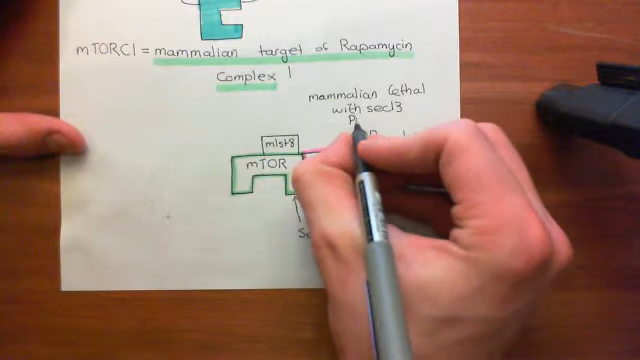 mTORC1 = mammalian target of Rapamycin
Complex 1
mammalian lethal
with sec13
P
mlst8
mTOR